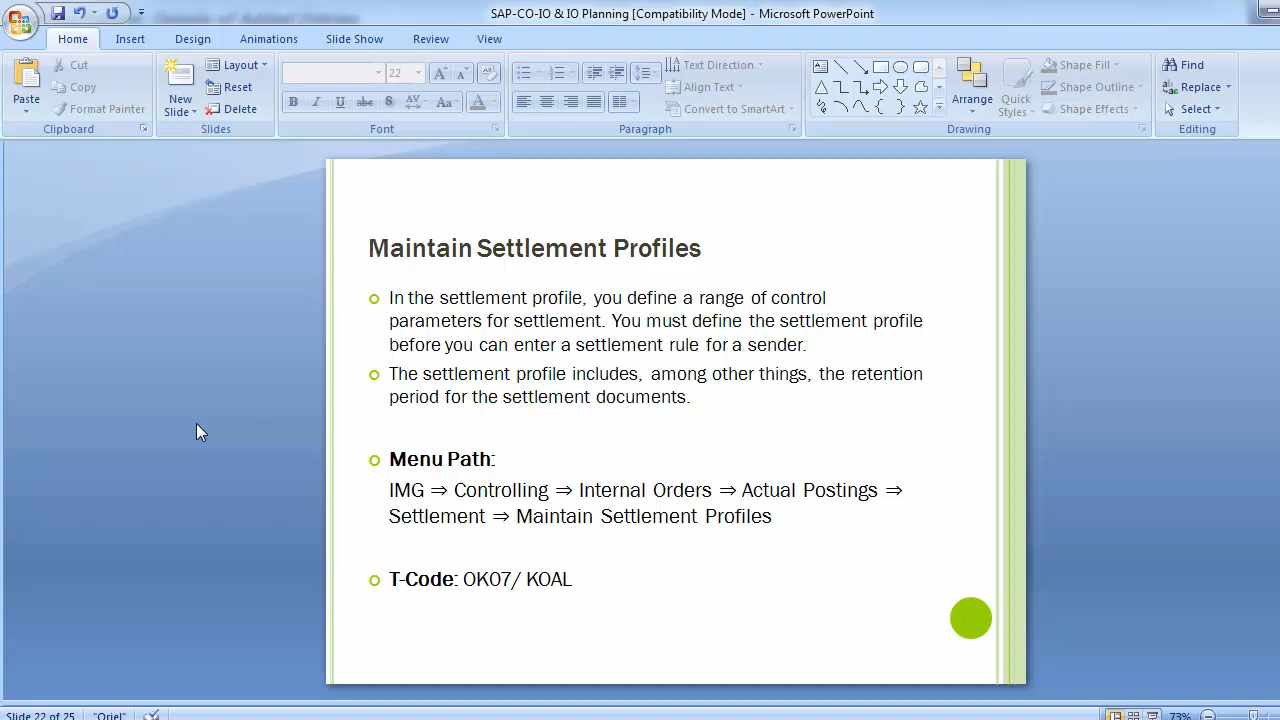 SAP-CO-IO & IO Planning [Compatibility Mode] - Microsoft PowerPoint
Home Insert Design Animations Slide Show Review View
Cut Layout 22 Text Direction Shape Fill Find
Copy Reset Align Text Shape Outline Replace
Paste Format Painter New Slide Delete Convert to SmartArt Arrange Quick Styles Shape Effects Select
Clipboard Slides Font Paragraph Drawing Editing
Maintain Settlement Profiles
In the settlement profile, you define a range of control
parameters for settlement. You must define the settlement profile
before you can enter a settlement rule for a sender.
The settlement profile includes, among other things, the retention
period for the settlement documents.
Menu Path:
IMG ⇒ Controlling ⇒ Internal Orders ⇒ Actual Postings ⇒
Settlement ⇒ Maintain Settlement Profiles
T-Code: OKO7/ KOAL
Slide 22 of 25 "Oriel" 73%